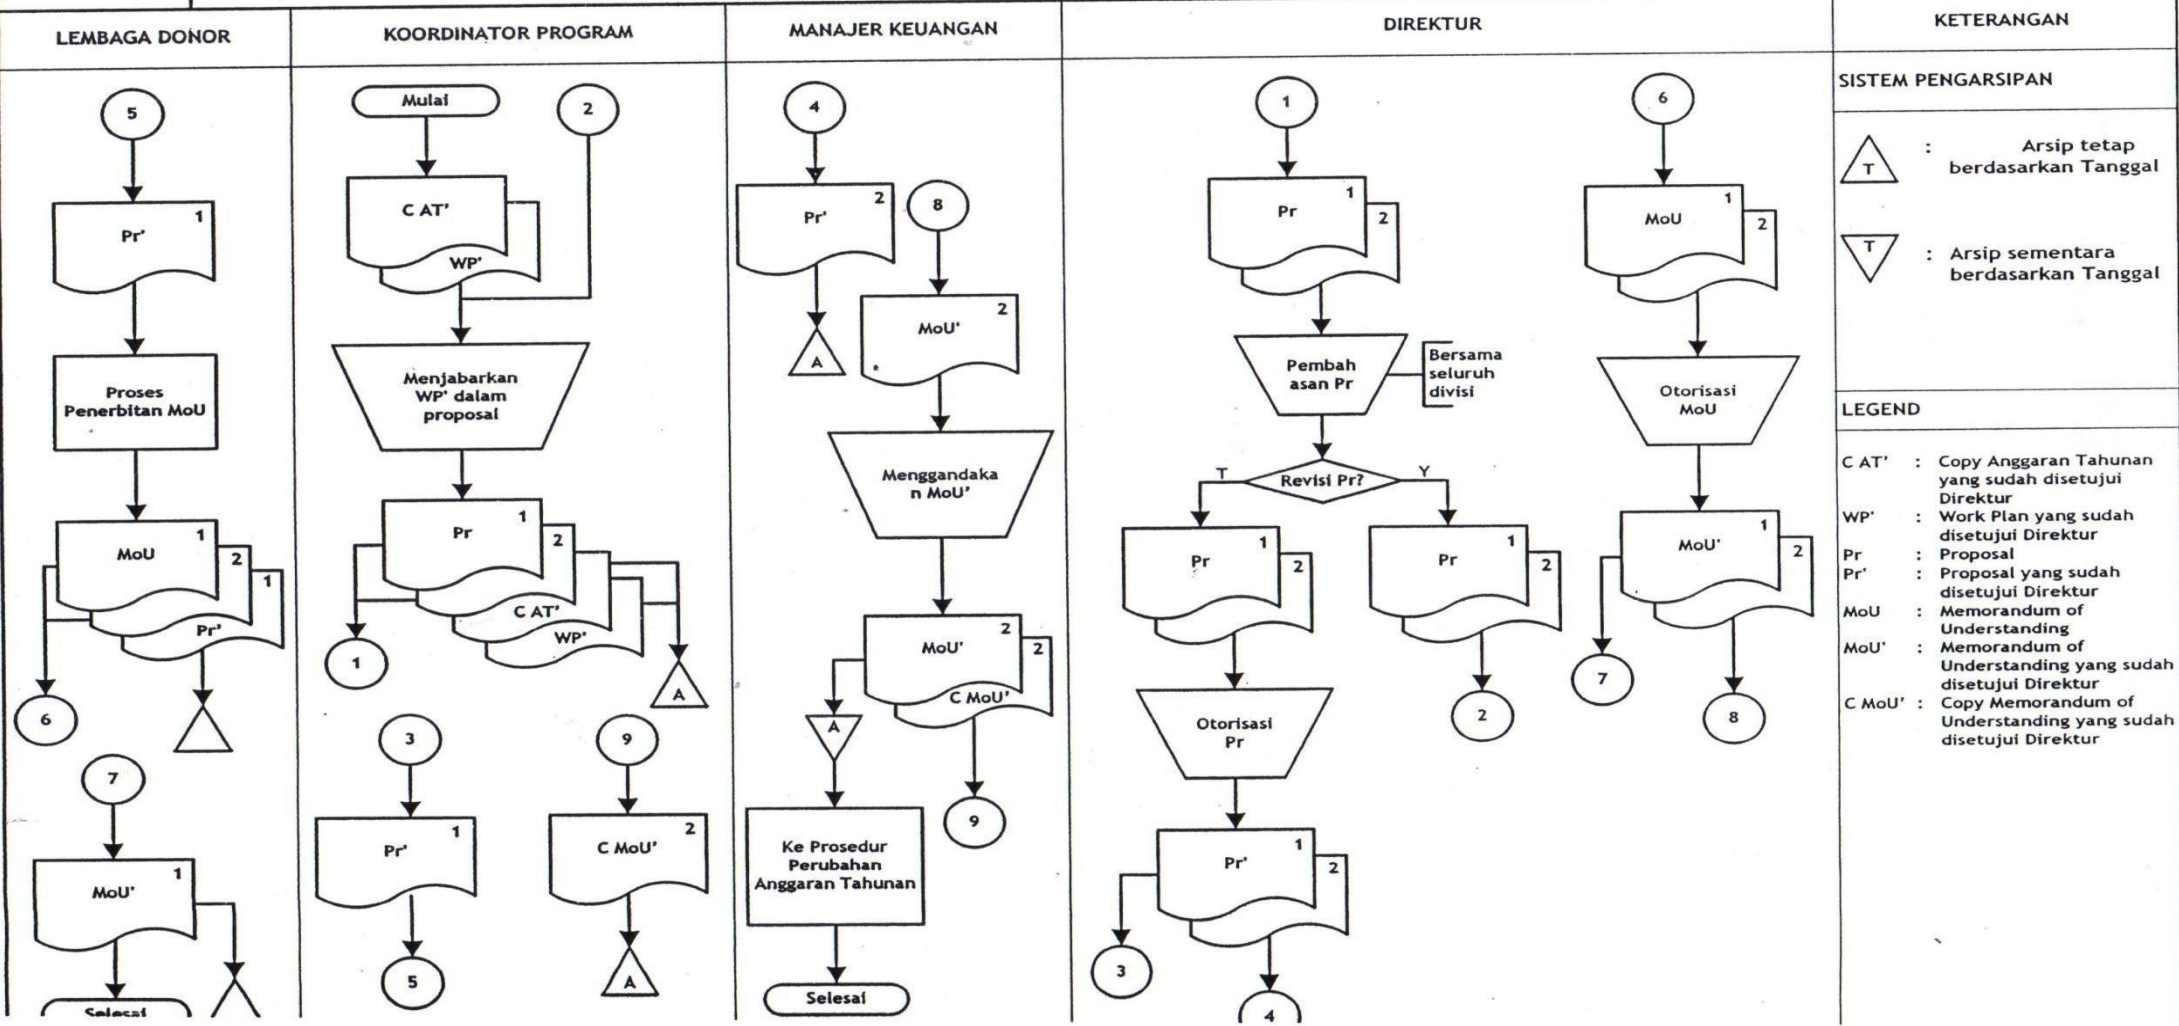 LEMBAGA DONOR
KOORDINATOR PROGRAM
MANAJER KEUANGAN
DIREKTUR
KETERANGAN
5
1
Pr'
Proses
Penerbitan MoU
1
MoU
2
1
Pr'
6
7
1
MoU'
Selesai
Mulai
2
C AT'
WP'
Menjabarkan
WP' dalam
proposal
1
Pr
2
C AT'
WP'
1
A
3
9
1
Pr'
2
C MoU'
5
A
4
2
Pr'
8
A
2
MoU'
Menggandaka
n MoU'
2
MoU'
2
C MoU'
A
9
Ke Prosedur
Perubahan
Anggaran Tahunan
Selesai
1
1
Pr
2
Pembah
asan Pr
Bersama
seluruh
divisi
T
Revisi Pr?
Y
1
Pr
2
1
Pr
2
2
Otorisasi
Pr
1
Pr'
2
3
4
6
1
MoU
2
Otorisasi
MoU
1
MoU'
2
7
8
SISTEM PENGARSIPAN
T : Arsip tetap
berdasarkan Tanggal
T : Arsip sementara
berdasarkan Tanggal
LEGEND
C AT' : Copy Anggaran Tahunan
yang sudah disetujui
Direktur
WP' : Work Plan yang sudah
disetujui Direktur
Pr : Proposal
Pr' : Proposal yang sudah
disetujui Direktur
MoU : Memorandum of
Understanding
MoU' : Memorandum of
Understanding yang sudah
disetujui Direktur
C MoU' : Copy Memorandum of
Understanding yang sudah
disetujui Direktur